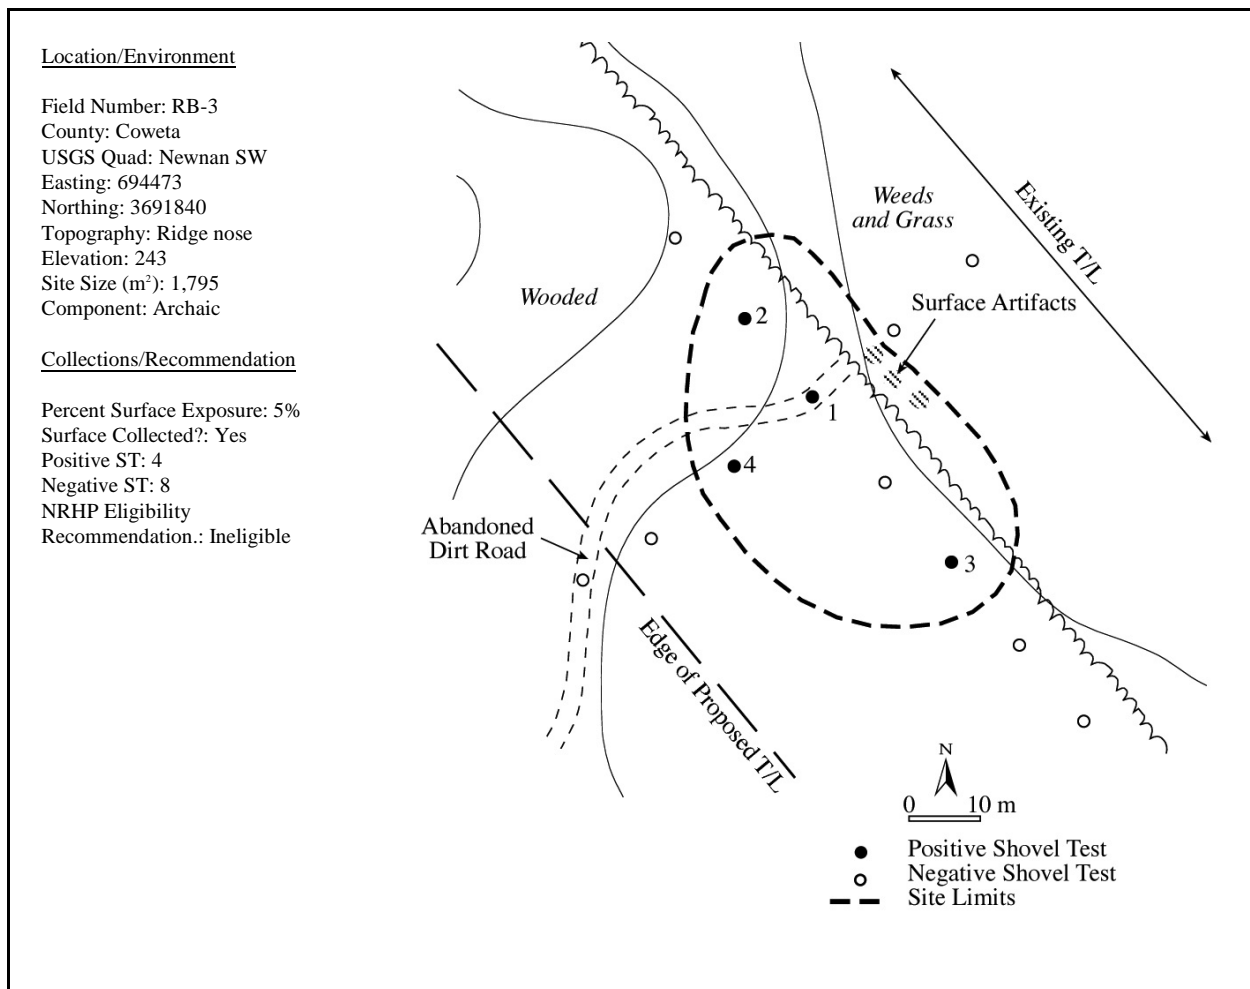 Location/Environment
Field Number: RB-3
County: Coweta
USGS Quad: Newnan SW
Easting: 694473
Northing: 3691840
Topography: Ridge nose
Elevation: 243
Site Size (m²): 1,795
Component: Archaic
Collections/Recommendation
Percent Surface Exposure: 5%
Surface Collected?: Yes
Positive ST: 4
Negative ST: 8
NRHP Eligibility
Recommendation.: Ineligible
Weeds
and Grass
Existing T/L
Wooded
Surface Artifacts
2
1
4
3
Abandoned
Dirt Road
Edge of Proposed T/L
N
0 10 m
Positive Shovel Test
Negative Shovel Test
Site Limits